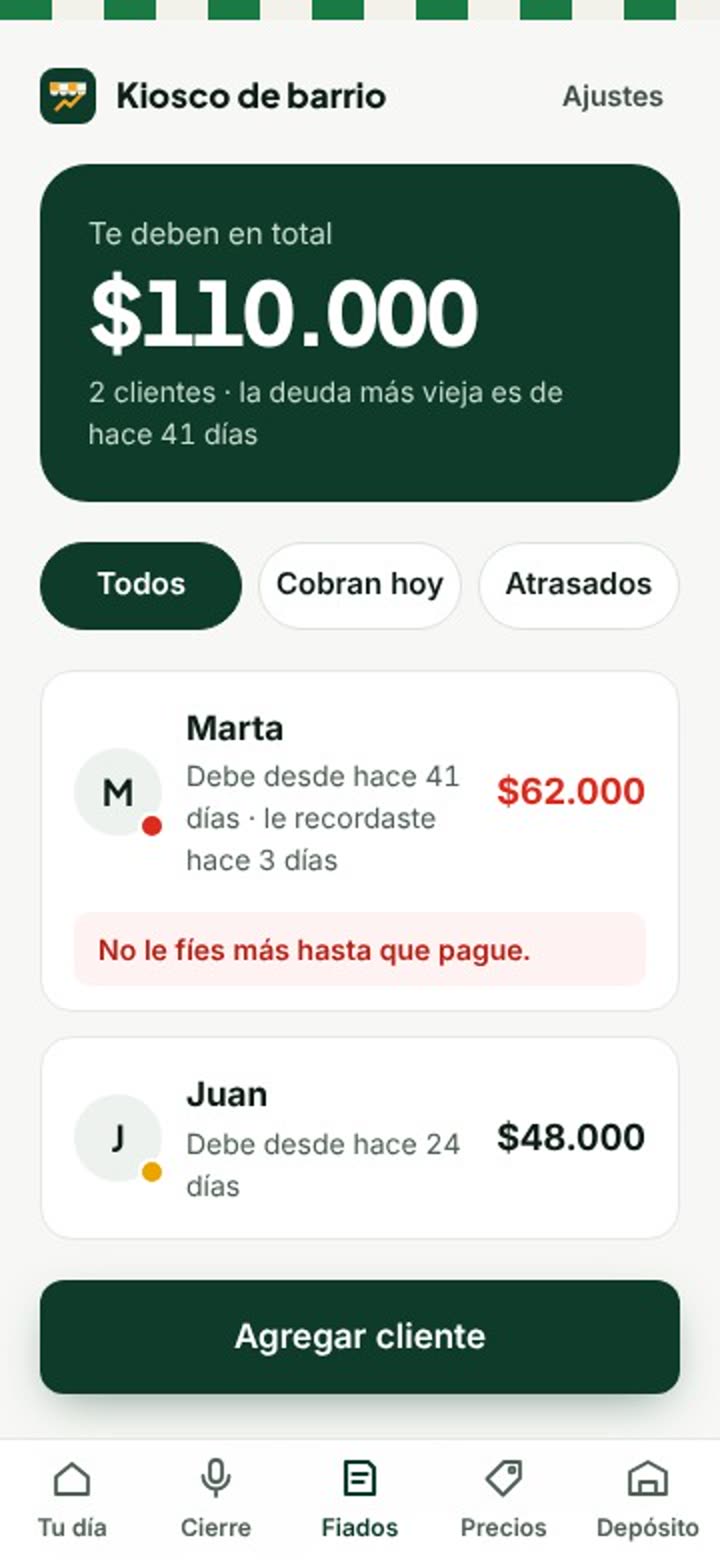 Kiosco de barrio
Ajustes
Te deben en total
$110.000
2 clientes · la deuda más vieja es de
hace 41 días
Todos
Cobran hoy
Atrasados
Marta
M
Debe desde hace 41
días · le recordaste
hace 3 días
$62.000
No le fíes más hasta que pague.
Juan
J
Debe desde hace 24
días
$48.000
Agregar cliente
Tu día
Cierre
Fiados
Precios
Depósito